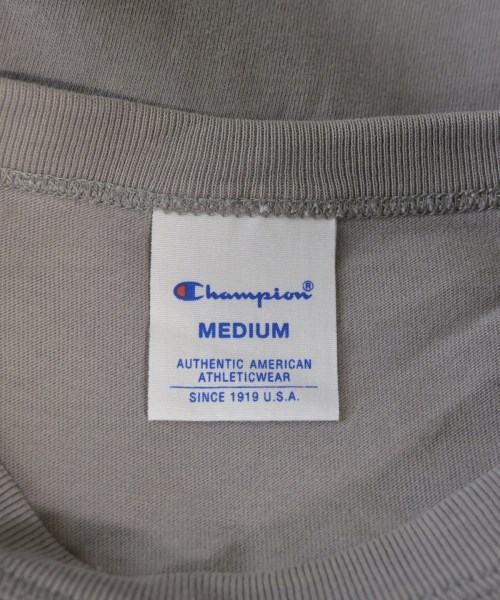 Champion®
MEDIUM
AUTHENTIC AMERICAN
ATHLETICWEAR
SINCE 1919 U.S.A.